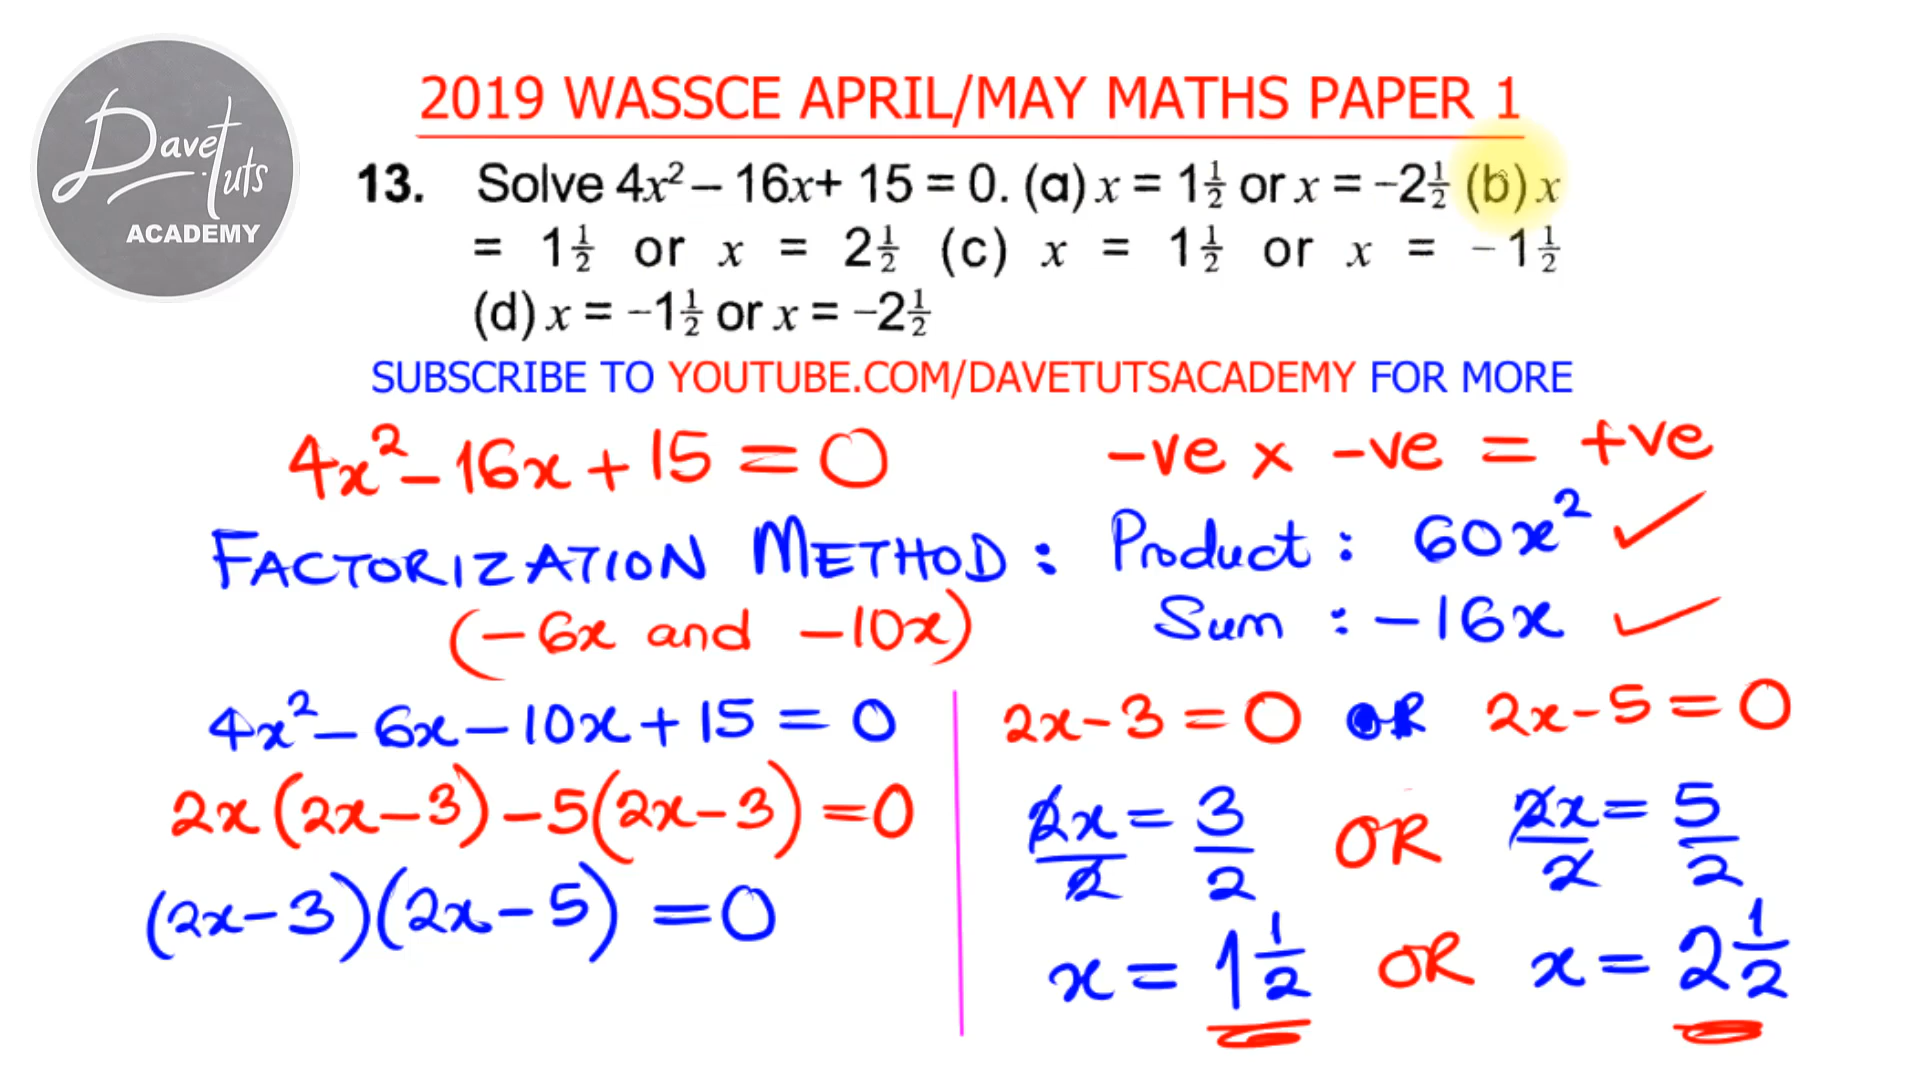 Dave Tuts
ACADEMY
2019 WASSCE APRIL/MAY MATHS PAPER 1
13. Solve 4x² – 16x+ 15 = 0. (a) x = 1½ or x = –2½ (b) x
= 1½ or x = 2½ (c) x = 1½ or x = –1½
(d) x = –1½ or x = –2½
SUBSCRIBE TO YOUTUBE.COM/DAVETUTSACADEMY FOR MORE
4x² – 16x + 15 = 0
-ve x -ve = +ve
FACTORIZATION METHOD: Product: 60x² ✓
(–6x and –10x)
Sum : –16x ✓
4x² – 6x – 10x + 15 = 0
2x(2x – 3) – 5(2x – 3) = 0
(2x – 3)(2x – 5) = 0
2x – 3 = 0 OR 2x – 5 = 0
2x/2 = 3/2 OR 2x/2 = 5/2
x = 1½ OR x = 2½